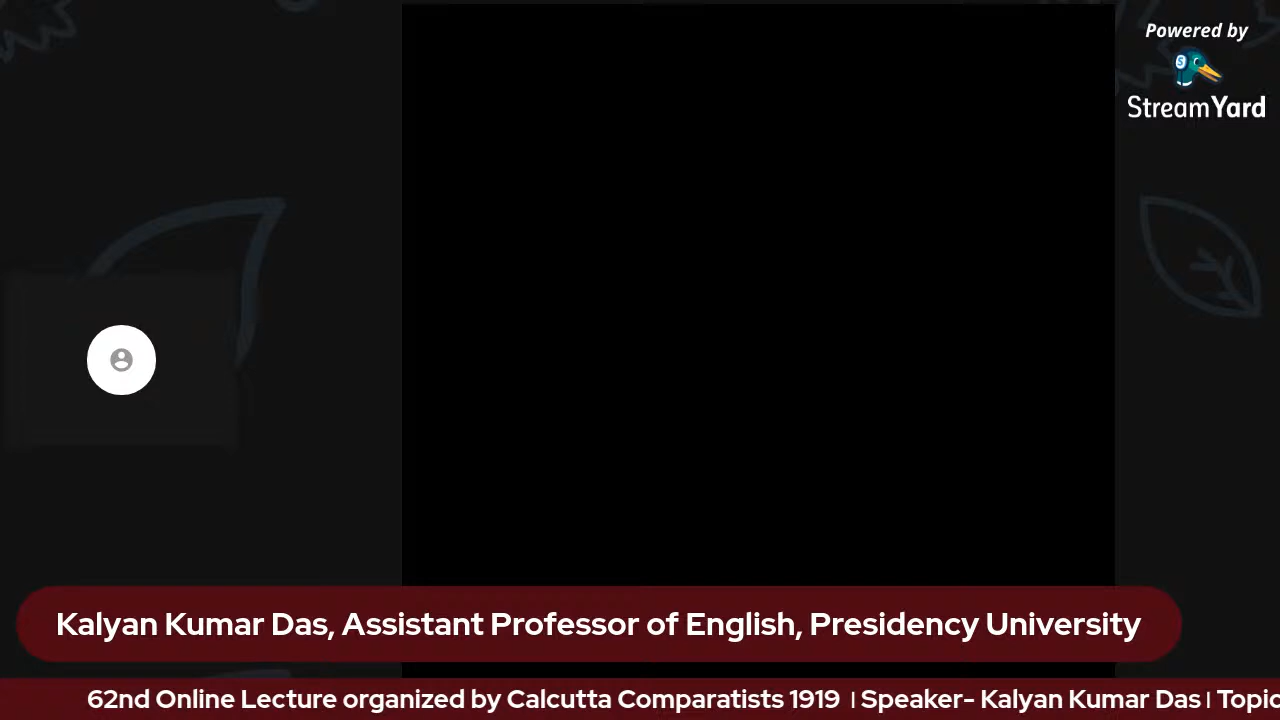 Powered by
StreamYard
Kalyan Kumar Das, Assistant Professor of English, Presidency University
62nd Online Lecture organized by Calcutta Comparatists 1919 | Speaker- Kalyan Kumar Das | Topic